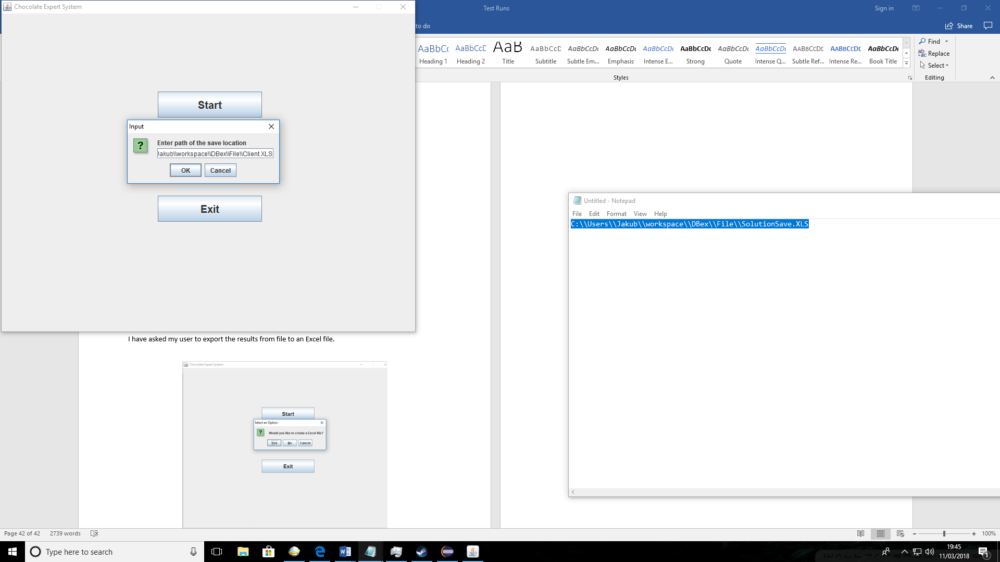 Chocolate Expert System
Start
Input
Enter path of the save location
Jakub\\workspace\\DBex\\File\\Client.XLS
OK
Cancel
Exit
Test Runs
Sign in
to do
Share
AaBbCc
AaBbCcD
AaB
AaBbCcD
AaBbCcDc
AaBbCcDc
AaBbCcDc
AaBbCcDc
AaBbCcDc
AaBbCcDc
AABBCCDE
AABBCCDE
AaBbCcDc
Heading 1
Heading 2
Title
Subtitle
Subtle Em...
Emphasis
Intense E...
Strong
Quote
Intense Q...
Subtle Ref...
Intense Re...
Book Title
Styles
Find
Replace
Select
Editing
Untitled - Notepad
File Edit Format View Help
C:\\Users\\Jakub\\workspace\\DBex\\File\\SolutionSave.XLS
I have asked my user to export the results from file to an Excel file.
Chocolate Expert System
Start
Select an Option
Would you like to create a Excel file?
Yes
No
Cancel
Exit
Page 42 of 42
2739 words
100%
Type here to search
19:45
11/03/2018
1